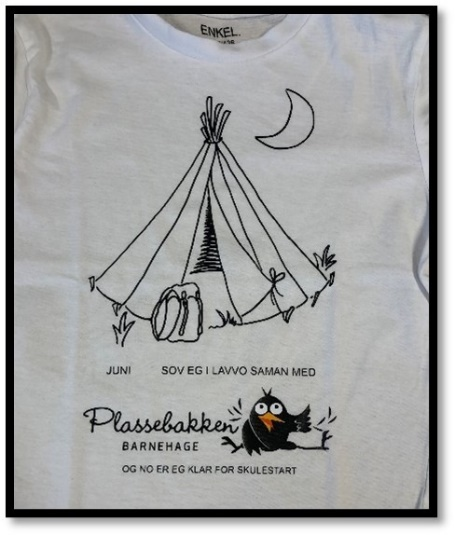 ENKEL.
JUNI SOV EG I LAVVO SAMAN MED
Plassebakken
BARNEHAGE
OG NO ER EG KLAR FOR SKULESTART